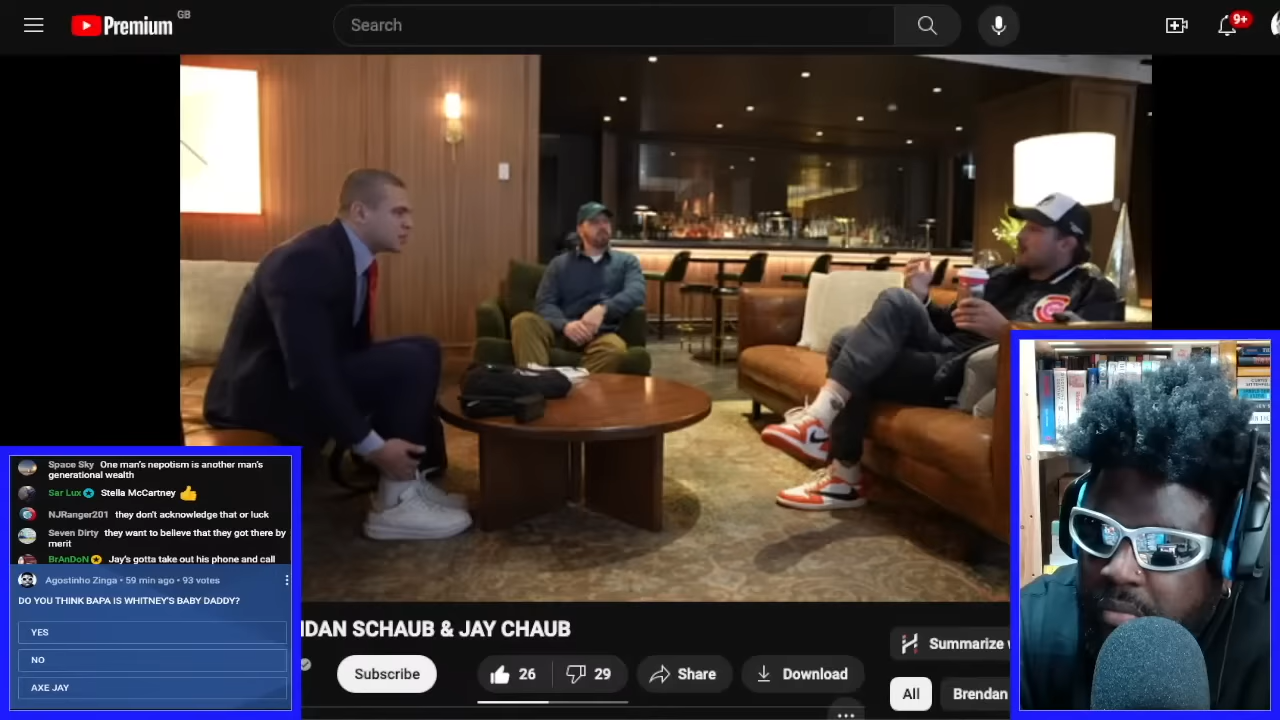 Premium GB
Search
9+
Space Sky One man's nepotism is another man's
generational wealth
Sar Lux Stella McCartney 👍
NJRanger201 they don't acknowledge that or luck
Seven Dirty they want to believe that they got there by
merit
BrAnDoN Jay's gotta take out his phone and call
Agostinho Zinga • 59 min ago • 93 votes
DO YOU THINK BAPA IS WHITNEY'S BABY DADDY?
YES
NO
AXE JAY
IDAN SCHAUB & JAY CHAUB
Subscribe
26
29
Share
Download
Summarize
All
Brendan